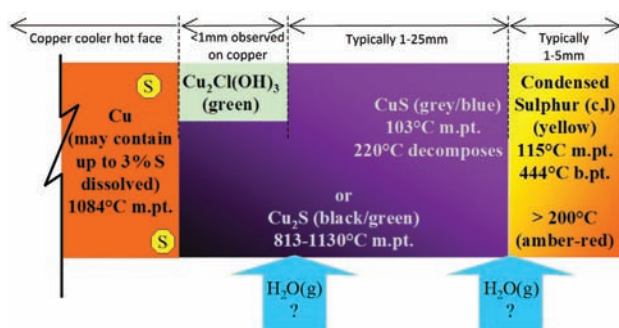 Copper cooler hot face
<1mm observed
on copper
Typically 1-25mm
Typically
1-5mm
S
Cu
(may contain
up to 3% S
dissolved)
1084°C m.pt.
S
Cu₂Cl(OH)₃
(green)
CuS (grey/blue)
103°C m.pt.
220°C decomposes
or
Cu₂S (black/green)
813-1130°C m.pt.
Condensed
Sulphur (c,l)
(yellow)
115°C m.pt.
444°C b.pt.
> 200°C
(amber-red)
H₂O(g)
?
H₂O(g)
?